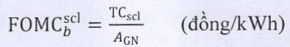 FOMC_b^scl = TC_scl / A_GN (đồng/kWh)